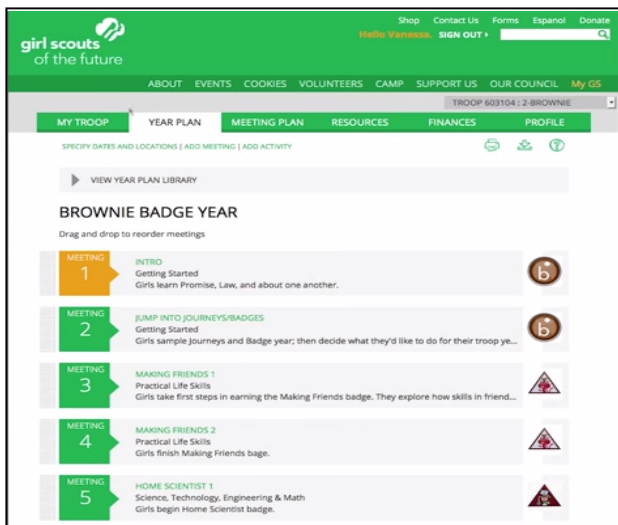 Shop Contact Us Forms Espanol Donate
Hello Vanessa. SIGN OUT
girl scouts
of the future
ABOUT EVENTS COOKIES VOLUNTEERS CAMP SUPPORT US OUR COUNCIL My GS
TROOP 603104 : 2-BROWNIE
MY TROOP YEAR PLAN MEETING PLAN RESOURCES FINANCES PROFILE
SPECIFY DATES AND LOCATIONS | ADD MEETING | ADD ACTIVITY
VIEW YEAR PLAN LIBRARY
BROWNIE BADGE YEAR
Drag and drop to reorder meetings
MEETING
1
INTRO
Getting Started
Girls learn Promise, Law, and about one another.
b
MEETING
2
JUMP INTO JOURNEYS/BADGES
Getting Started
Girls sample Journeys and Badge year; then decide what they'd like to do for their troop ye...
b
MEETING
3
MAKING FRIENDS 1
Practical Life Skills
Girls take first steps in earning the Making Friends badge. They explore how skills in friend...
MEETING
4
MAKING FRIENDS 2
Practical Life Skills
Girls finish Making Friends bage.
MEETING
5
HOME SCIENTIST 1
Science, Technology, Engineering & Math
Girls begin Home Scientist badge.